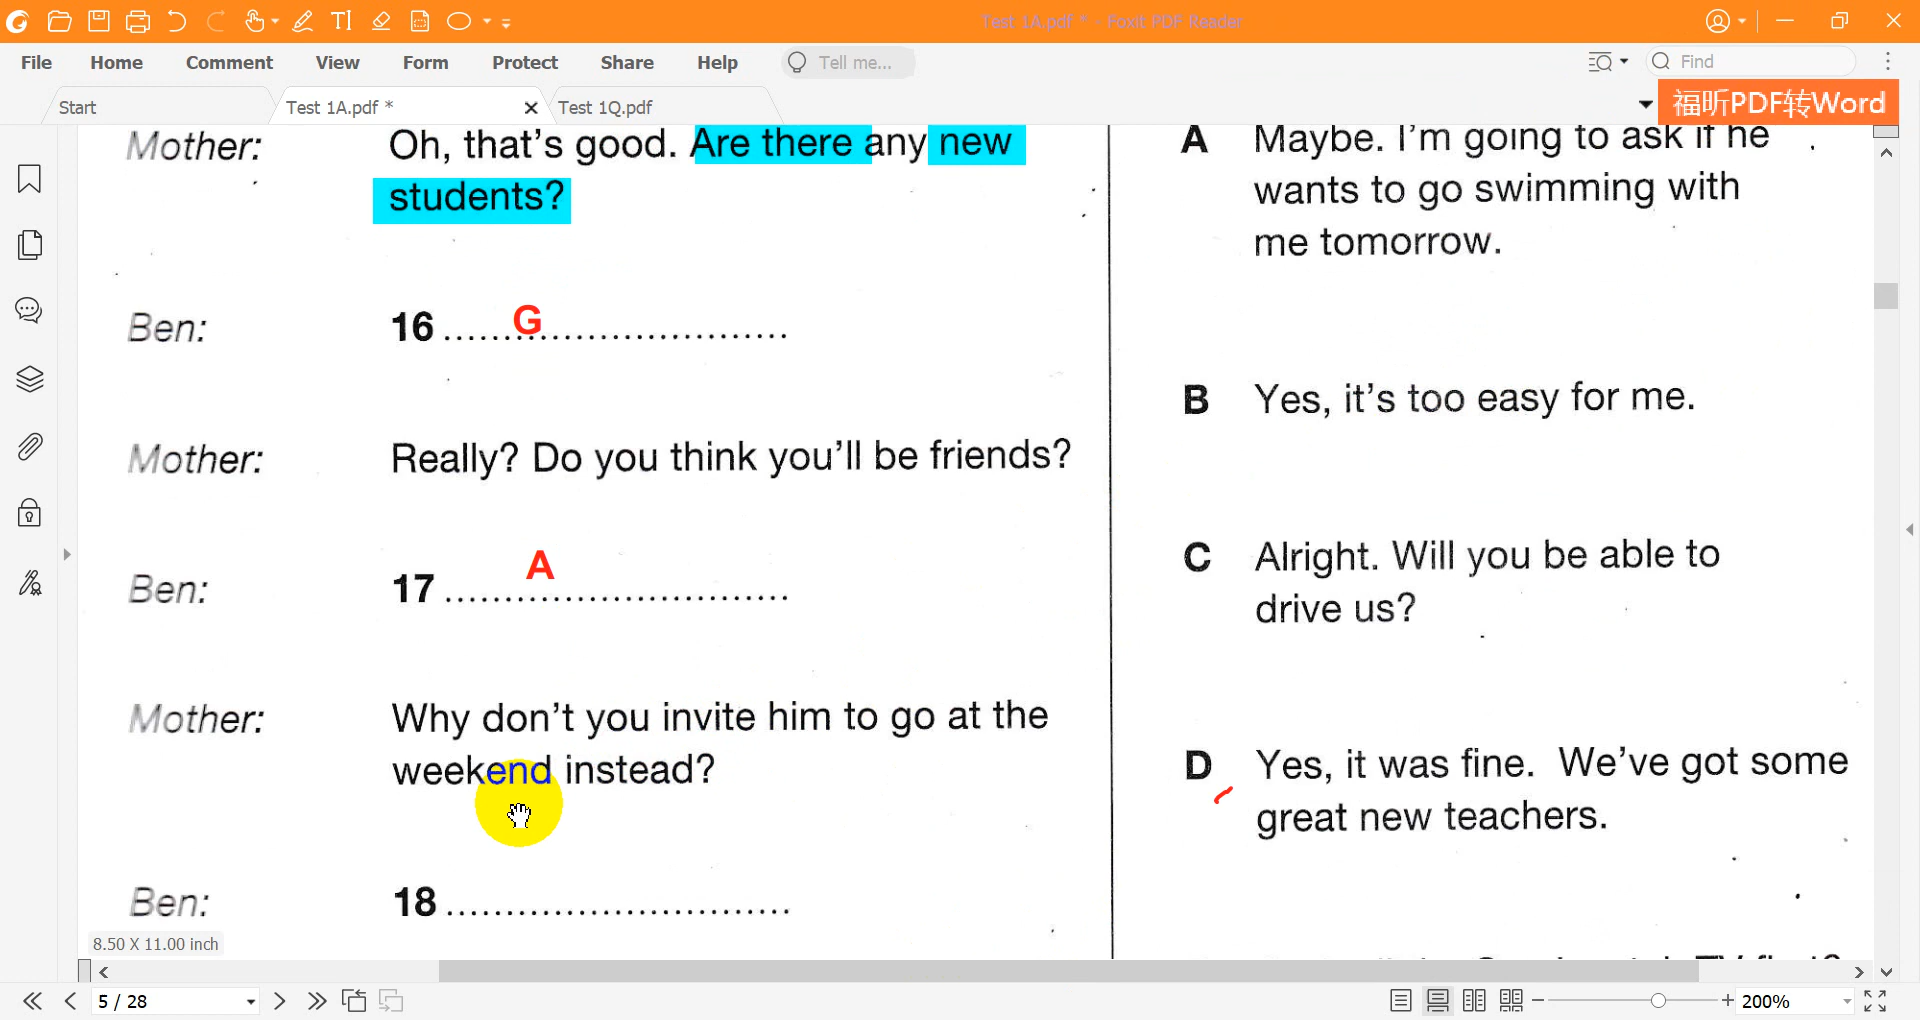 Test 1A.pdf * - Foxit PDF Reader
File Home Comment View Form Protect Share Help Tell me... Find
Start Test 1A.pdf * Test 1Q.pdf 福昕PDF转Word
Mother: Oh, that's good. Are there any new
students?
Ben: 16 G
Mother: Really? Do you think you'll be friends?
Ben: 17 A
Mother: Why don't you invite him to go at the
weekend instead?
Ben: 18
A Maybe. I'm going to ask if he
wants to go swimming with
me tomorrow.
B Yes, it's too easy for me.
C Alright. Will you be able to
drive us?
D Yes, it was fine. We've got some
great new teachers.
8.50 X 11.00 inch
5 / 28 200%